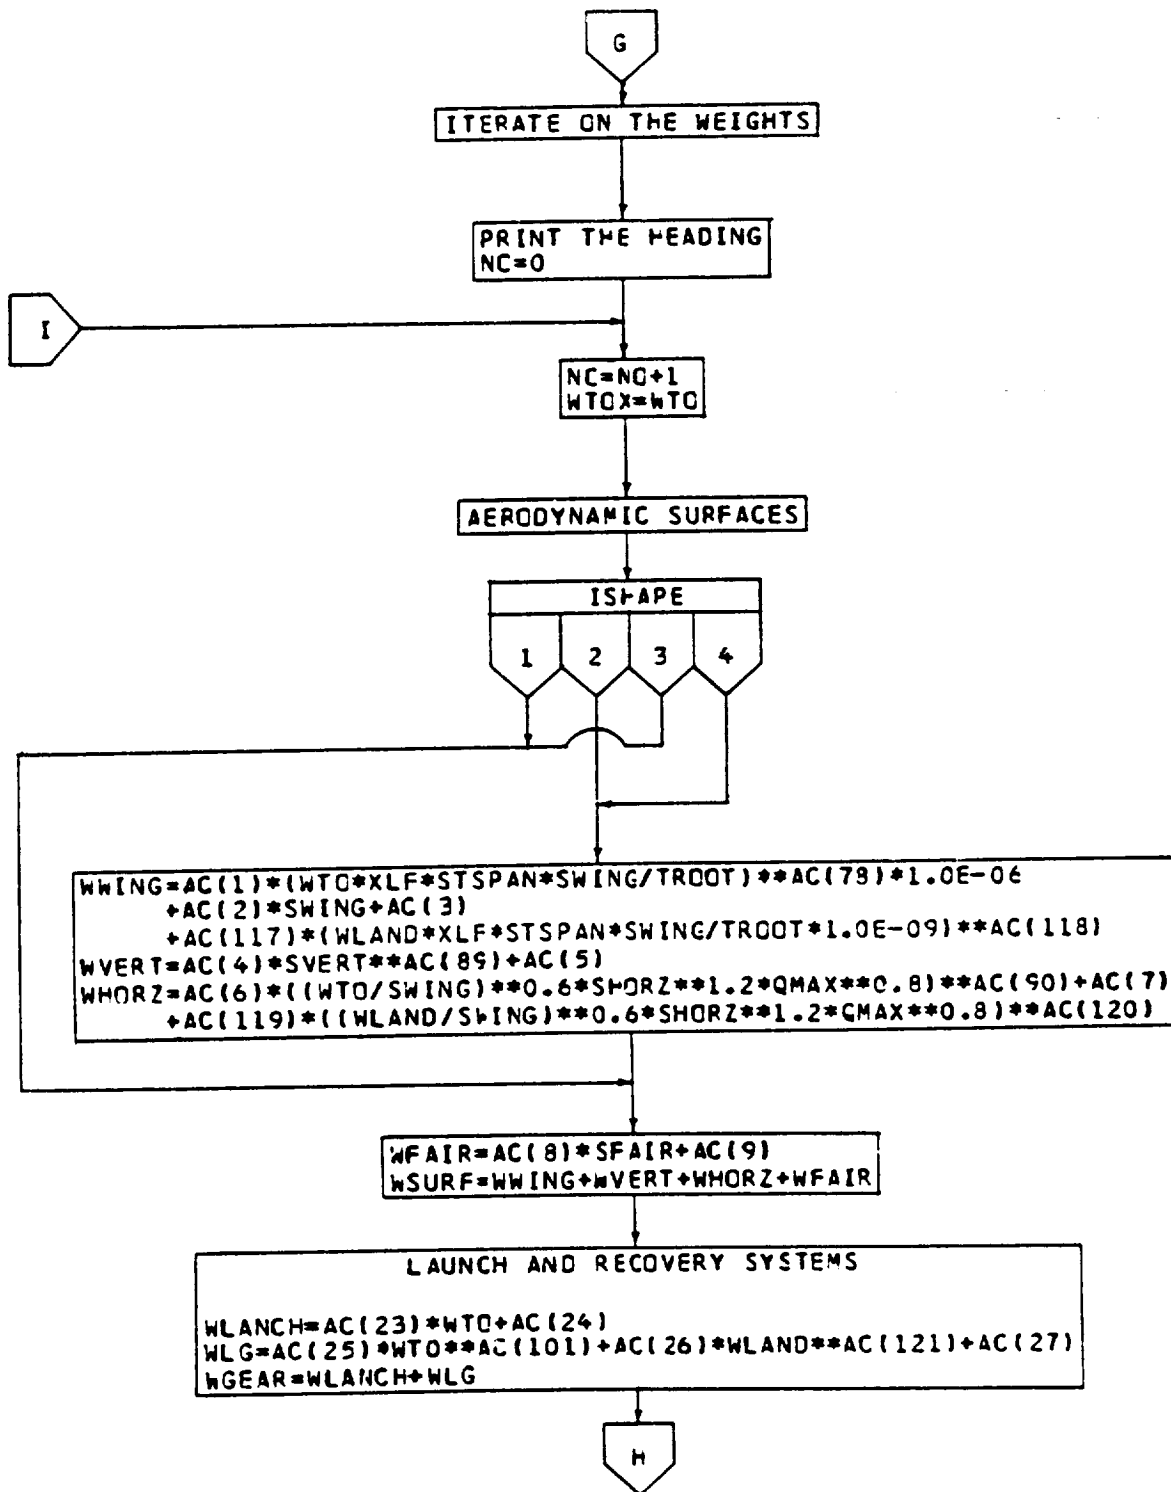 G
ITERATE ON THE WEIGHTS
PRINT THE HEADING
NC=0
I
NC=NO+1
WTOX=WTO
AERODYNAMIC SURFACES
ISHAPE
1 2 3 4
WWING=AC(1)*(WTO*XLF*STSPAN*SWING/TROOT)**AC(78)*1.0E-06
+AC(2)*SWING+AC(3)
+AC(117)*(WLAND*XLF*STSPAN*SWING/TROOT*1.0E-09)**AC(118)
WVERT=AC(4)*SVERT**AC(89)+AC(5)
WHORZ=AC(6)*((WTO/SWING)**0.6*SHORZ**1.2*QMAX**0.8)**AC(90)+AC(7)
+AC(119)*((WLAND/SWING)**0.6*SHORZ**1.2*QMAX**0.8)**AC(120)
WFAIR=AC(8)*SFAIR+AC(9)
WSURF=WWING+WVERT+WHORZ+WFAIR
LAUNCH AND RECOVERY SYSTEMS
WLANCH=AC(23)*WTO+AC(24)
WLG=AC(25)*WTO**AC(101)+AC(26)*WLAND**AC(121)+AC(27)
WGEAR=WLANCH+WLG
H